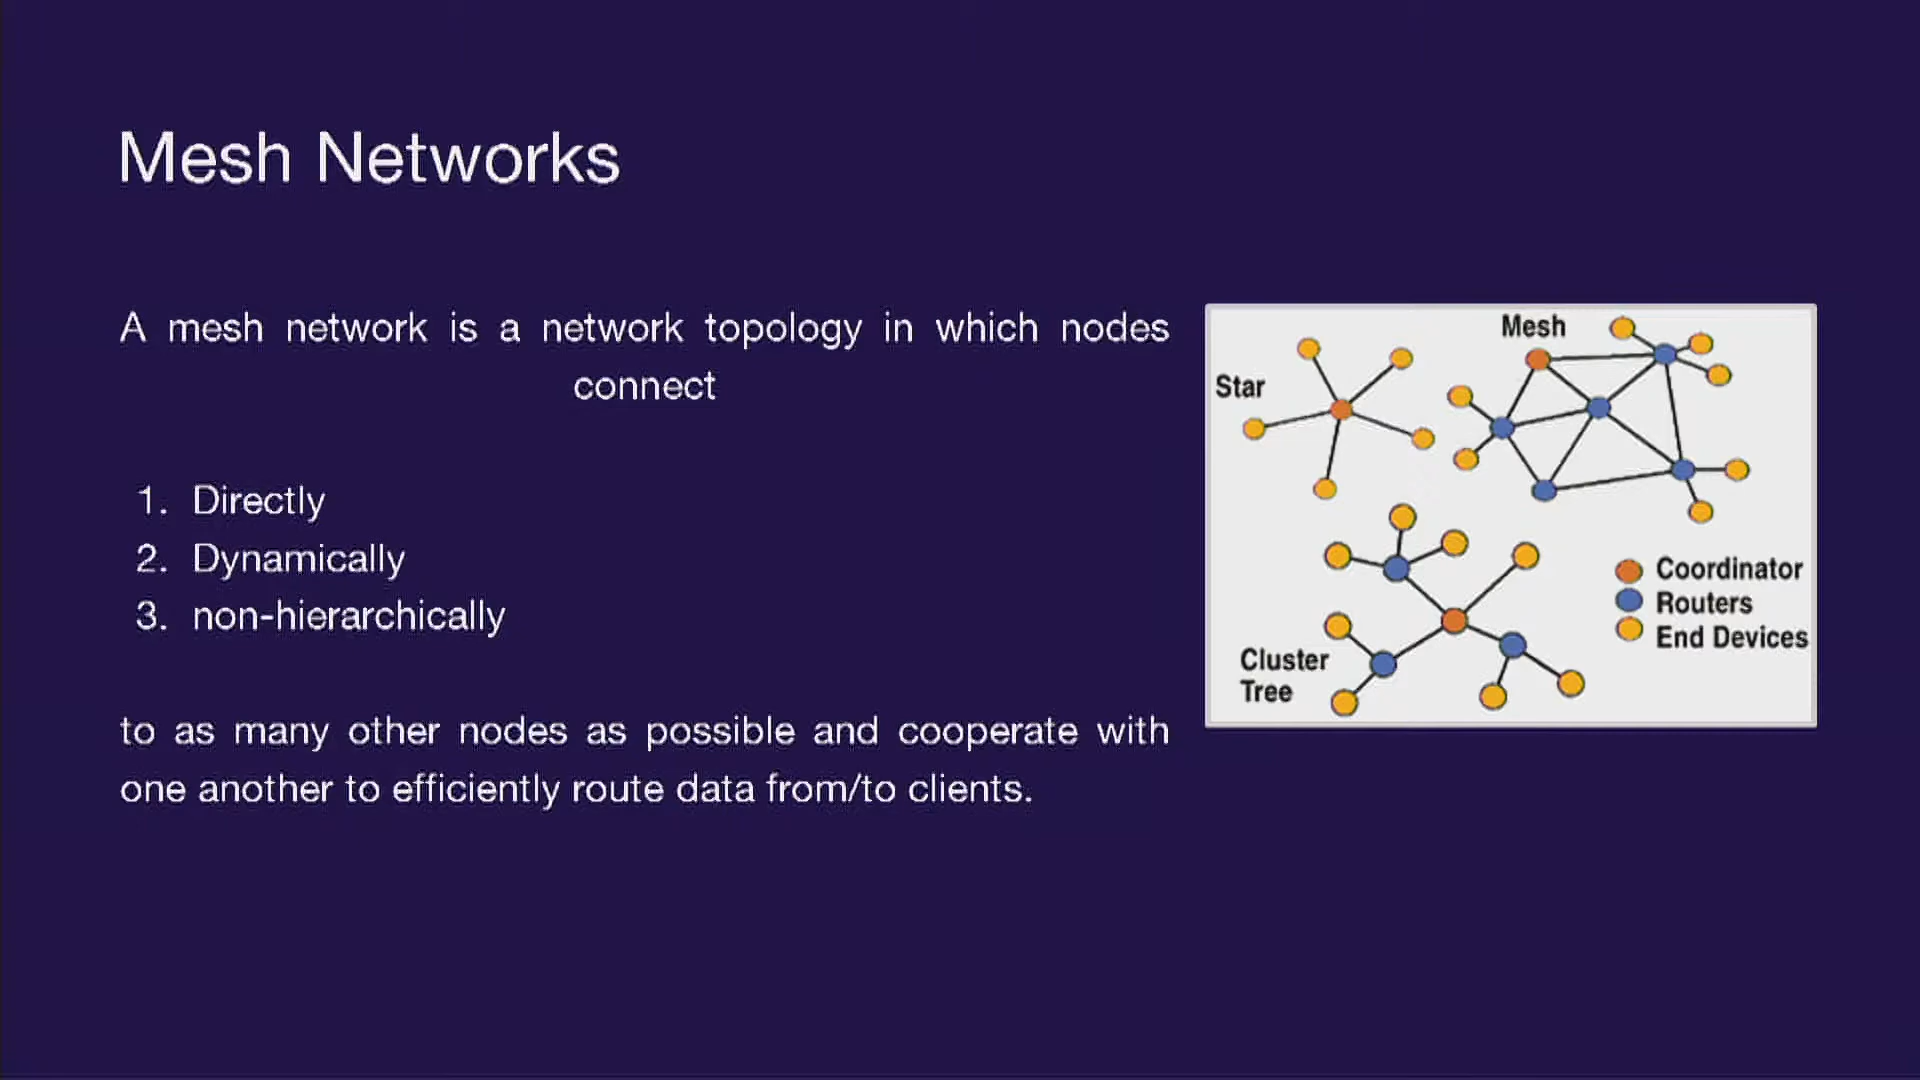 Mesh Networks
A mesh network is a network topology in which nodes
connect
1. Directly
2. Dynamically
3. non-hierarchically
to as many other nodes as possible and cooperate with
one another to efficiently route data from/to clients.
Mesh
Star
Coordinator
Routers
End Devices
Cluster
Tree